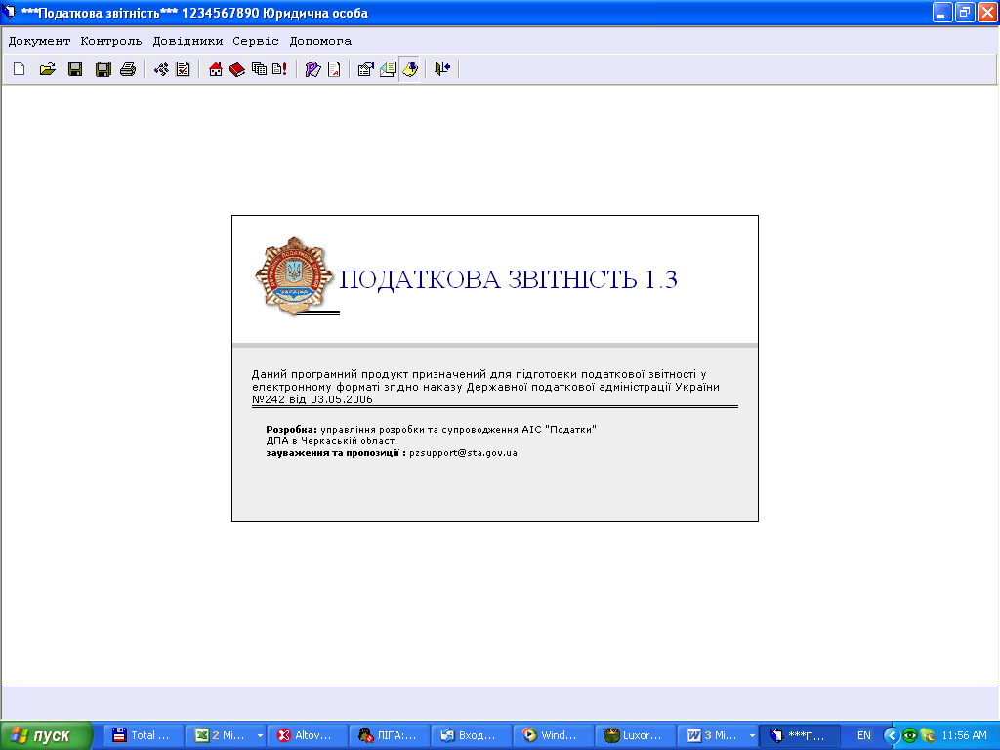 ***Податкова звітність*** 1234567890 Юридична особа
Документ Контроль Довідники Сервіс Допомога
ПОДАТКОВА ЗВІТНІСТЬ 1.3
Даний програмний продукт призначений для підготовки податкової звітності у
електронному форматі згідно наказу Державної податкової адміністрації України
№242 від 03.05.2006
Розробка: управління розробки та супроводження АІС "Податки"
ДПА в Черкаській області
зауваження та пропозиції : pzsupport@sta.gov.ua
пуск Total ... 2 Mi... Altov... ЛІГА:... Вход... Wind... Luxor... 3 Mi... ***П... EN 11:56 AM